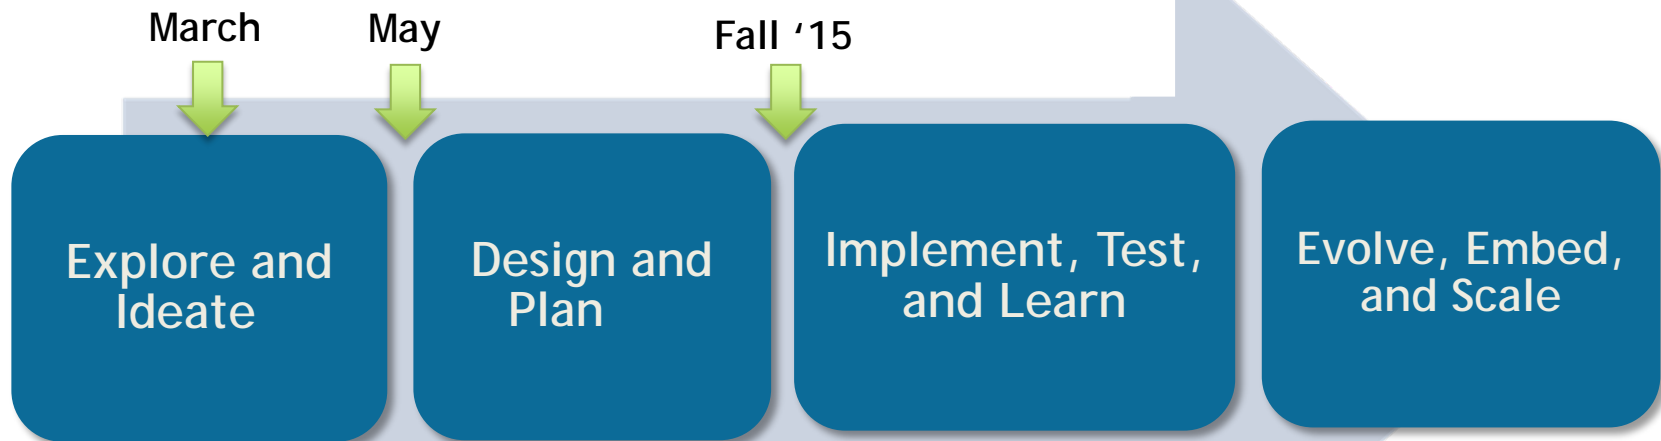 March
May
Fall ‘15
Explore and
Ideate
Design and
Plan
Implement, Test,
and Learn
Evolve, Embed,
and Scale